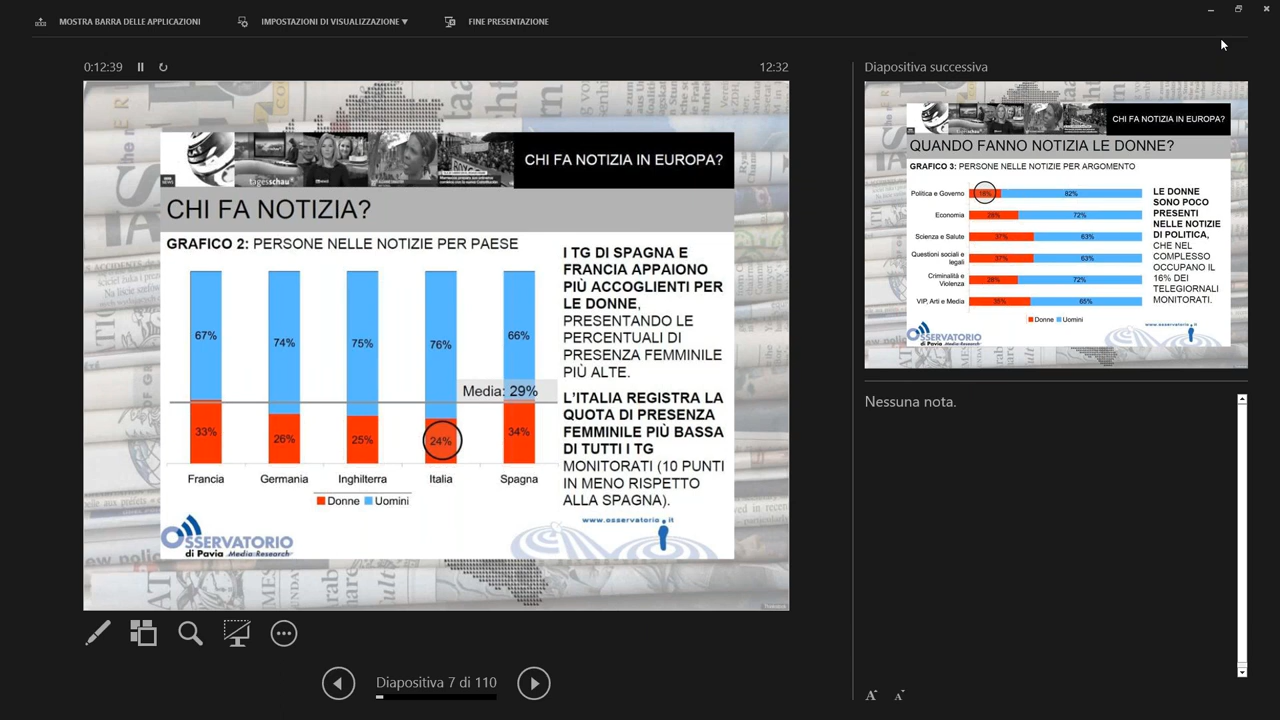 MOSTRA BARRA DELLE APPLICAZIONI
IMPOSTAZIONI DI VISUALIZZAZIONE ▼
FINE PRESENTAZIONE
0:12:39
12:32
CHI FA NOTIZIA IN EUROPA?
tagesschau
CHI FA NOTIZIA?
GRAFICO 2: PERSONE NELLE NOTIZIE PER PAESE
67%
74%
75%
76%
66%
Media: 29%
33%
26%
25%
24%
34%
Francia
Germania
Inghilterra
Italia
Spagna
Donne
Uomini
I TG DI SPAGNA E
FRANCIA APPAIONO
PIÙ ACCOGLIENTI PER
LE DONNE,
PRESENTANDO LE
PERCENTUALI DI
PRESENZA FEMMINILE
PIÙ ALTE.
L'ITALIA REGISTRA LA
QUOTA DI PRESENZA
FEMMINILE PIÙ BASSA
DI TUTTI I TG
MONITORATI (10 PUNTI
IN MENO RISPETTO
ALLA SPAGNA).
OSSERVATORIO
di Pavia Media Research
www.osservatorio.it
Diapositiva 7 di 110
Diapositiva successiva
CHI FA NOTIZIA IN EUROPA?
QUANDO FANNO NOTIZIA LE DONNE?
GRAFICO 3: PERSONE NELLE NOTIZIE PER ARGOMENTO
Politica e Governo
18%
82%
Economia
28%
72%
Scienza e Salute
37%
63%
Questioni sociali e
legali
37%
63%
Criminalità e
Violenza
28%
72%
VIP, Arti e Media
35%
65%
Donne
Uomini
LE DONNE
SONO POCO
PRESENTI
NELLE NOTIZIE
DI POLITICA,
CHE NEL
COMPLESSO
OCCUPANO IL
16% DEI
TELEGIORNALI
MONITORATI.
OSSERVATORIO
di Pavia Media Research
www.osservatorio.it
Nessuna nota.
A
A